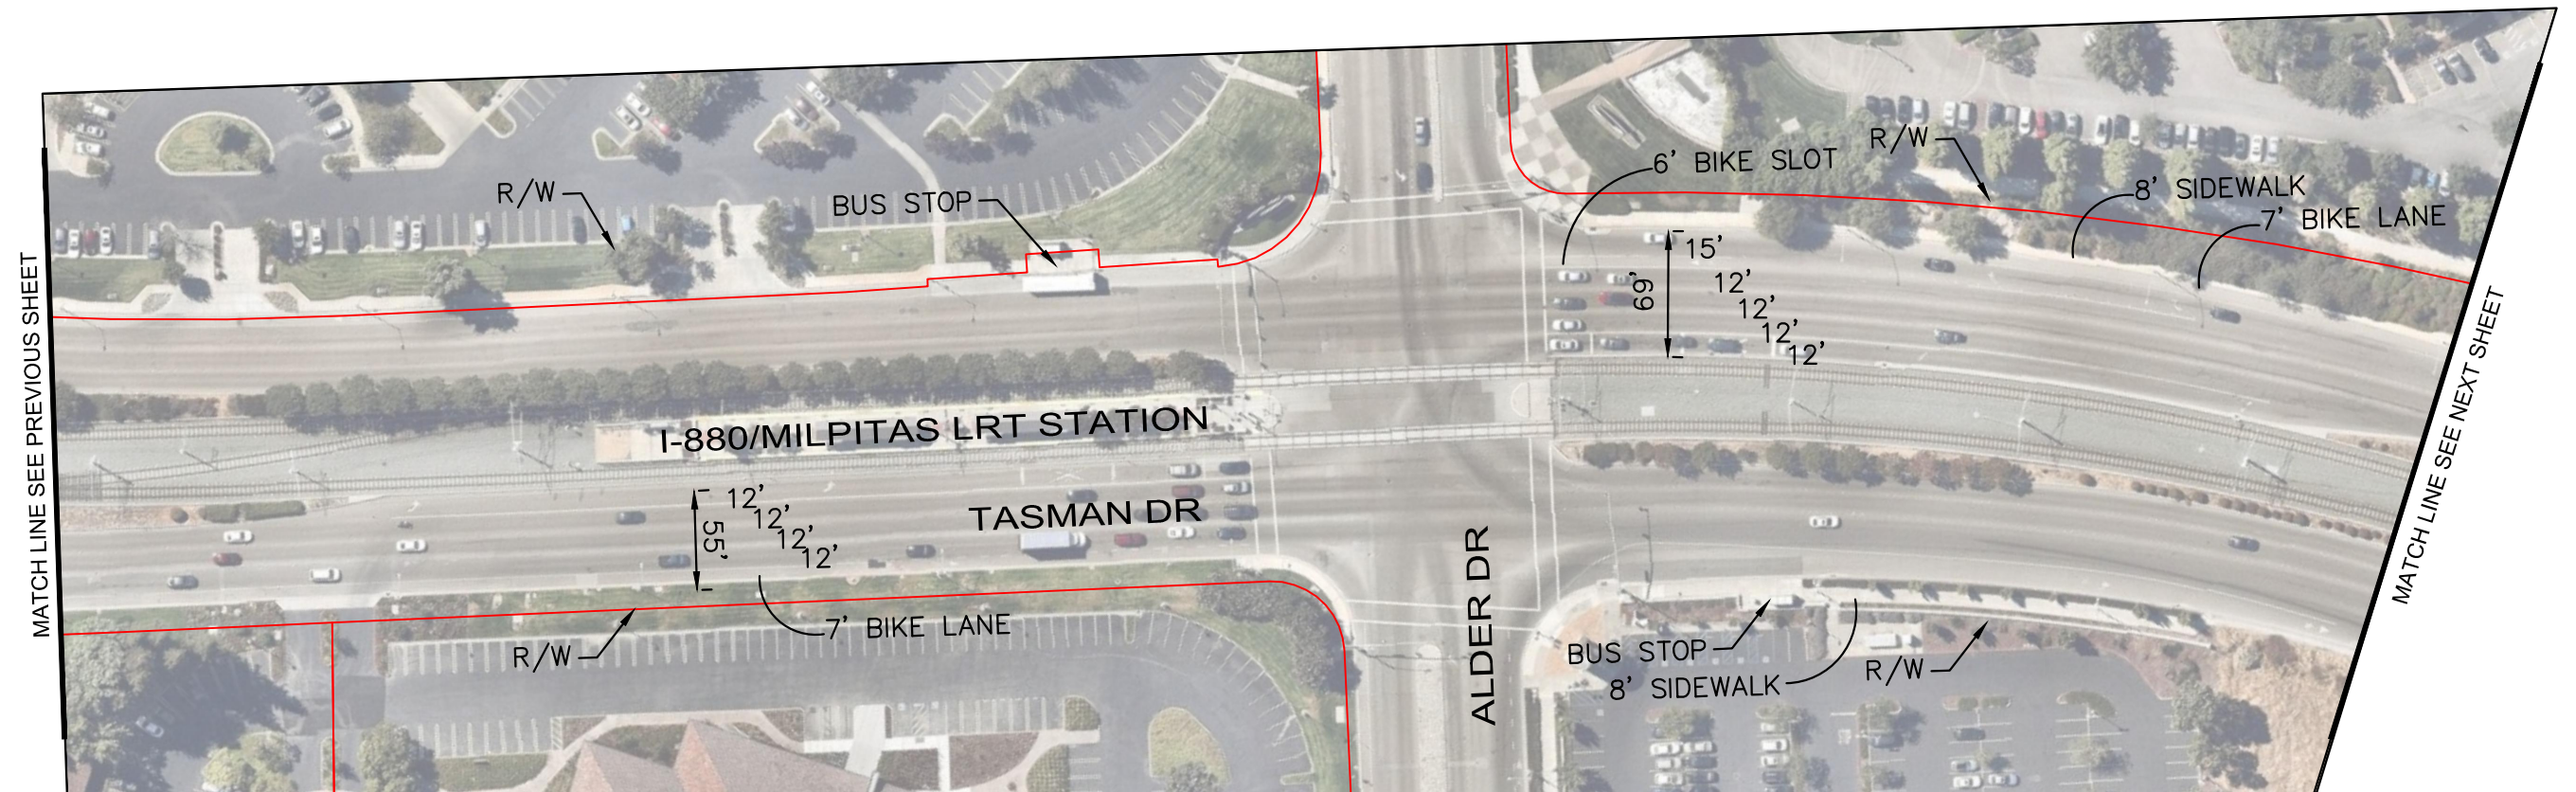 MATCH LINE SEE PREVIOUS SHEET
R/W
BUS STOP
6' BIKE SLOT
R/W
8' SIDEWALK
7' BIKE LANE
69'
15'
12'
12'
12'
12'
I-880/MILPITAS LRT STATION
TASMAN DR
55'
12'
12'
12'
12'
7' BIKE LANE
R/W
ALDER DR
BUS STOP
8' SIDEWALK
R/W
MATCH LINE SEE NEXT SHEET